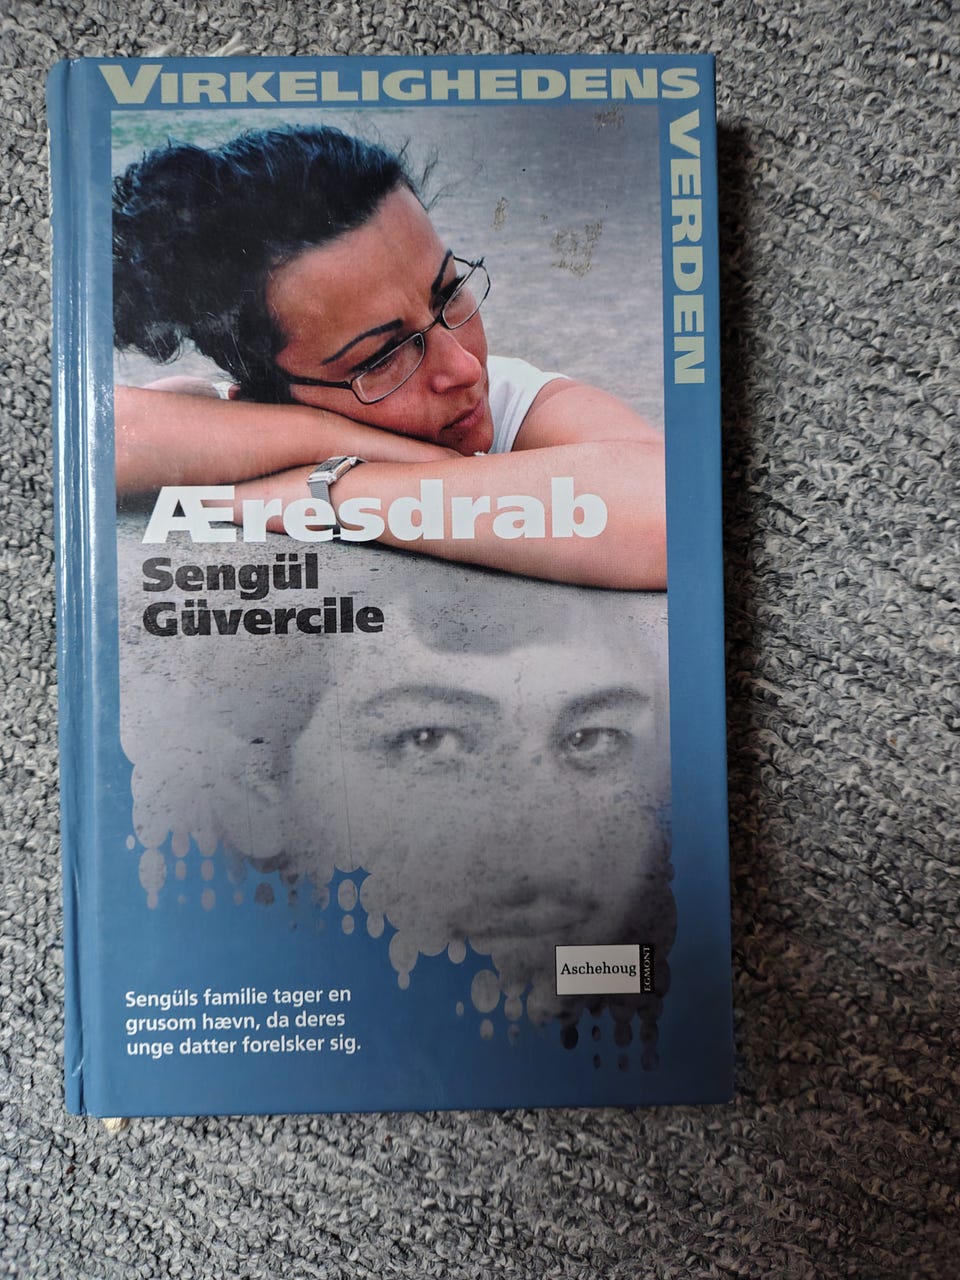 VIRKELIGHEDENS
VERDEN
Æresdrab
Sengül
Güvercile
Aschehoug
EGMONT
Sengüls familie tager en
grusom hævn, da deres
unge datter forelsker sig.